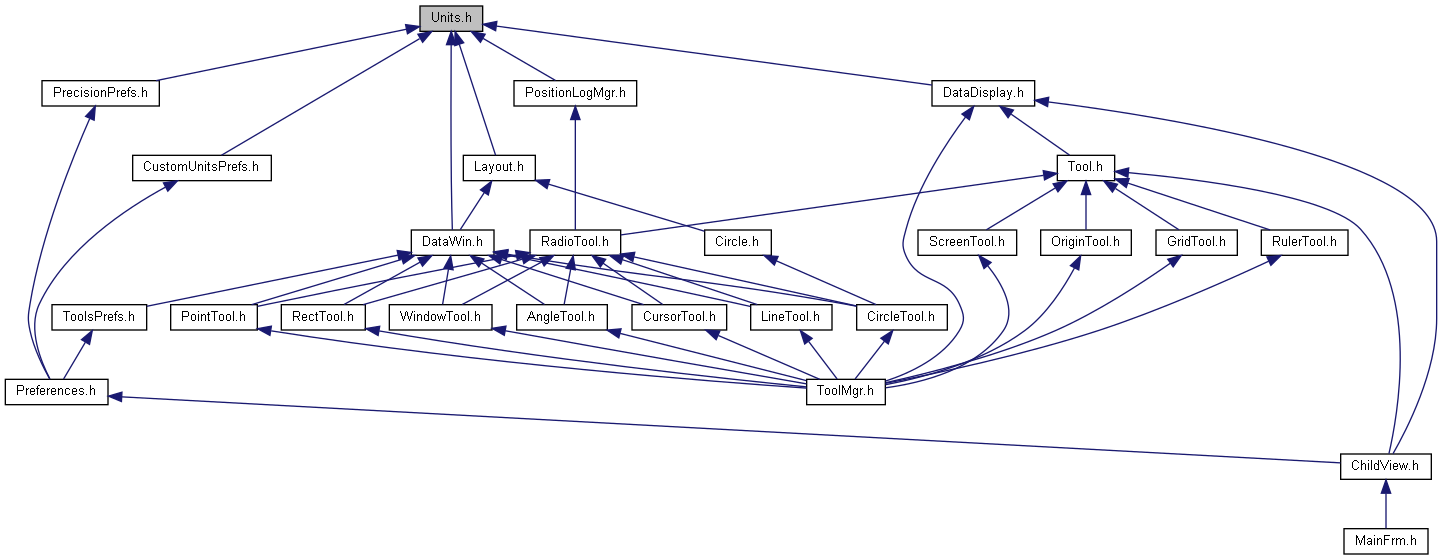 Units.h
PrecisionPrefs.h
PositionLogMgr.h
DataDisplay.h
CustomUnitsPrefs.h
Layout.h
Tool.h
DataWin.h
RadioTool.h
Circle.h
ScreenTool.h
OriginTool.h
GridTool.h
RulerTool.h
ToolsPrefs.h
PointTool.h
RectTool.h
WindowTool.h
AngleTool.h
CursorTool.h
LineTool.h
CircleTool.h
Preferences.h
ToolMgr.h
ChildView.h
MainFrm.h